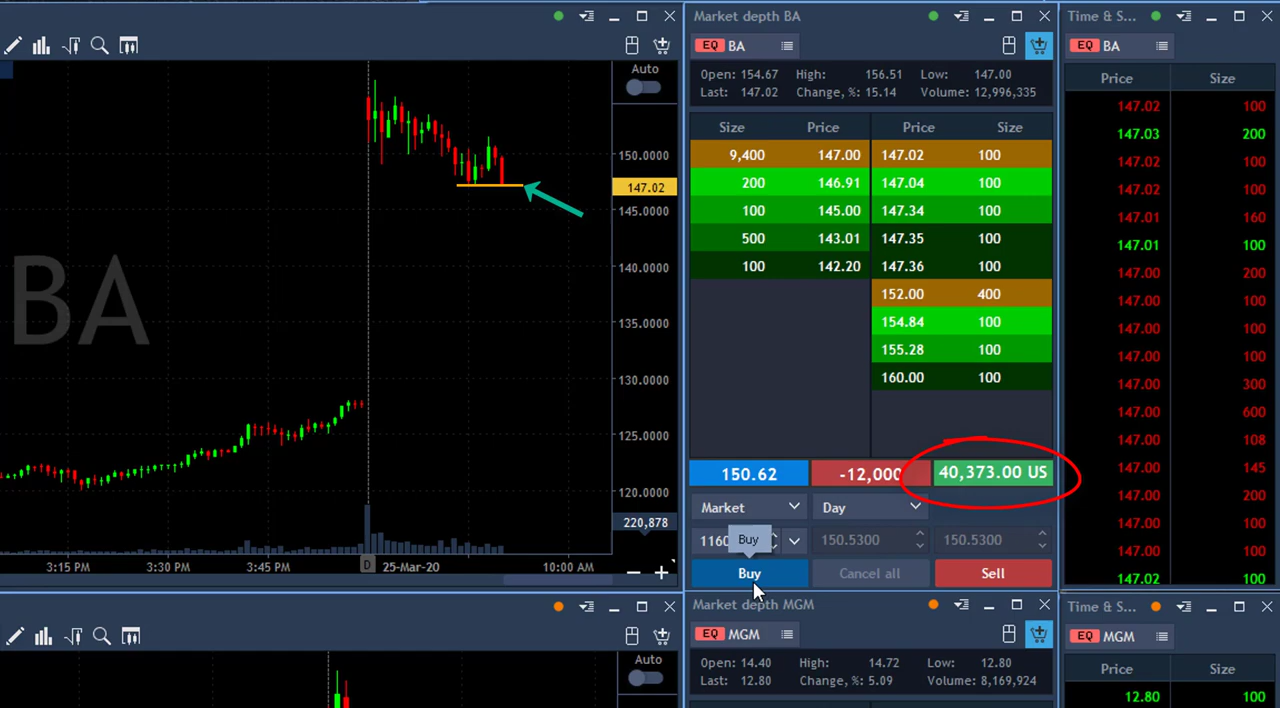 Auto
150.0000
147.02
145.0000
140.0000
135.0000
130.0000
125.0000
120.0000
220,878
BA
3:15 PM 3:30 PM 3:45 PM D 25-Mar-20 10:00 AM
Market depth BA
EQ BA
Open: 154.67 High: 156.51 Low: 147.00
Last: 147.02 Change, %: 15.14 Volume: 12,996,335
Size Price Price Size
9,400 147.00 147.02 100
200 146.91 147.04 100
100 145.00 147.34 100
500 143.01 147.35 100
100 142.20 147.36 100
152.00 400
154.84 100
155.28 100
160.00 100
150.62 -12,000 40,373.00 US
Market Day
1160 Buy 150.5300 150.5300
Buy Cancel all Sell
Time & S...
EQ BA
Price Size
147.02 100
147.03 200
147.02 100
147.02 100
147.01 160
147.01 100
147.00 200
147.00 100
147.00 100
147.00 100
147.00 300
147.00 600
147.00 108
147.00 145
147.00 200
147.00 100
147.00 100
147.02 100
Auto
Market depth MGM
EQ MGM
Open: 14.40 High: 14.72 Low: 12.80
Last: 12.80 Change, %: 5.09 Volume: 8,169,924
Time & S...
EQ MGM
Price Size
12.80 100